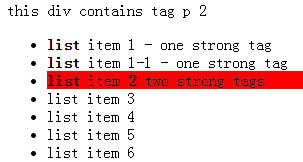 this div contains tag p 2
list item 1 - one strong tag
list item 1-1 - one strong tag
list item 2 two strong tags
list item 3
list item 4
list item 5
list item 6